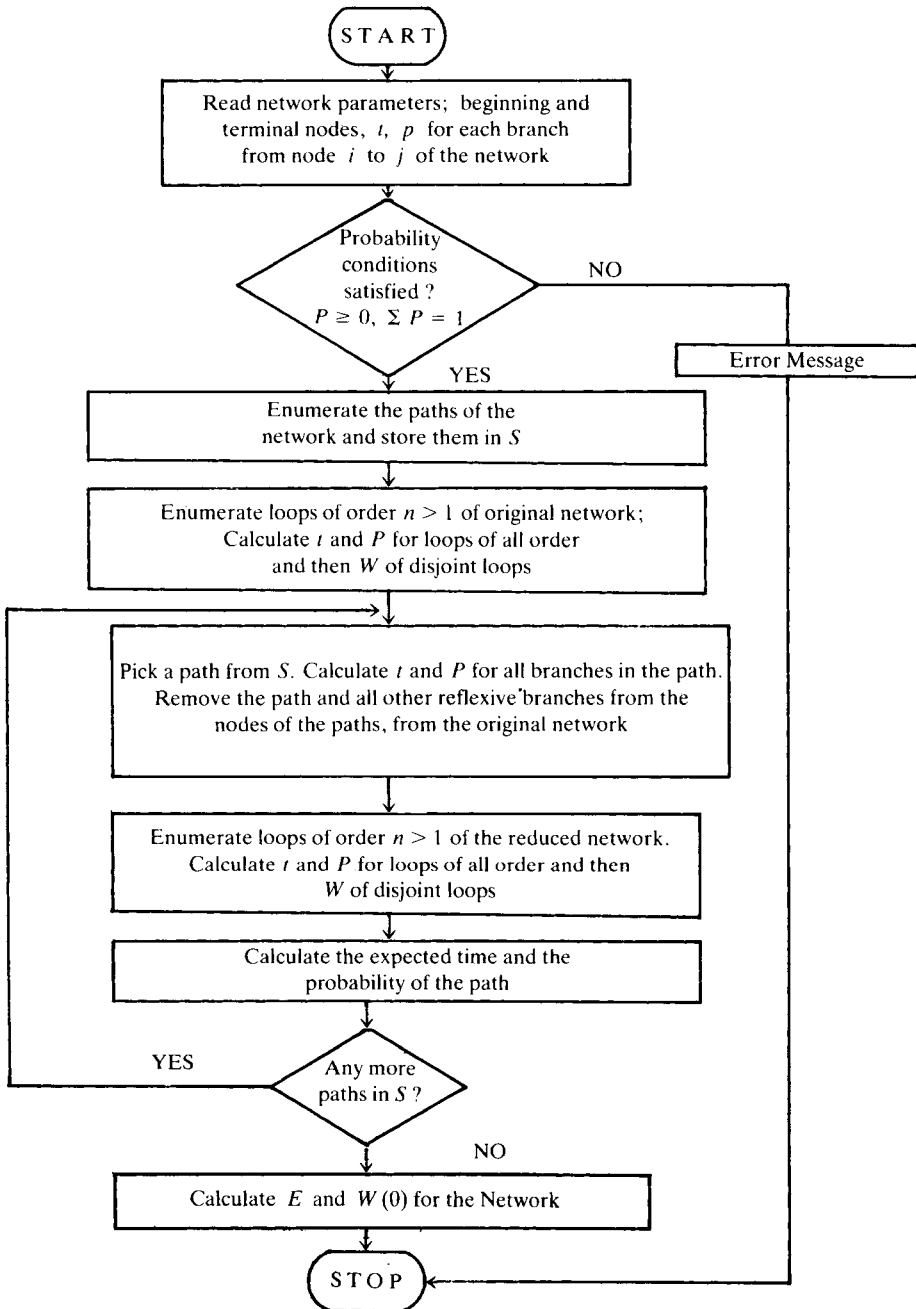 START
Read network parameters; beginning and
terminal nodes, t, p for each branch
from node i to j of the network
Probability
conditions
satisfied ?
P ≥ 0, Σ P = 1
NO
Error Message
YES
Enumerate the paths of the
network and store them in S
Enumerate loops of order n > 1 of original network;
Calculate t and P for loops of all order
and then W of disjoint loops
Pick a path from S. Calculate t and P for all branches in the path.
Remove the path and all other reflexive branches from the
nodes of the paths, from the original network
Enumerate loops of order n > 1 of the reduced network.
Calculate t and P for loops of all order and then
W of disjoint loops
Calculate the expected time and the
probability of the path
YES
Any more
paths in S ?
NO
Calculate E and W (0) for the Network
STOP